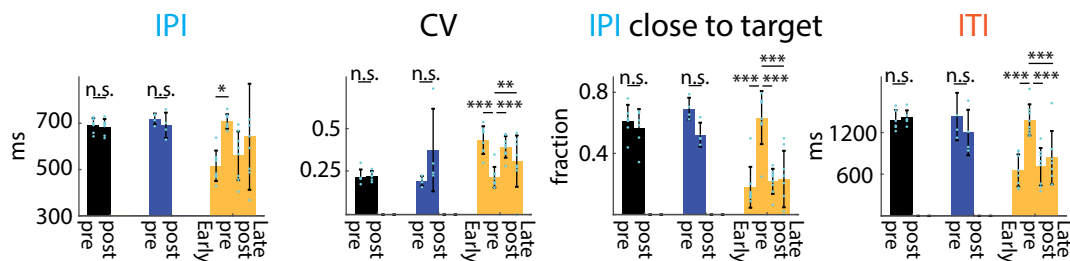 IPI
n.s. n.s. *
ms
700
500
300
pre post pre post Early pre post Late
CV
n.s. n.s. *** ** ***
0.5
0.25
pre post pre post Early pre post Late
IPI close to target
n.s. n.s. *** *** ***
fraction
0.8
0.4
pre post pre post Early pre post Late
ITI
n.s. n.s. *** *** ***
ms
1200
600
pre post pre post Early pre post Late